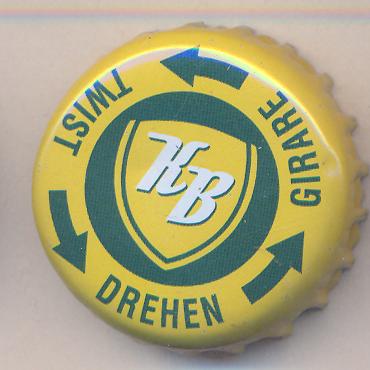 TWIST
GIRARE
DREHEN
KB